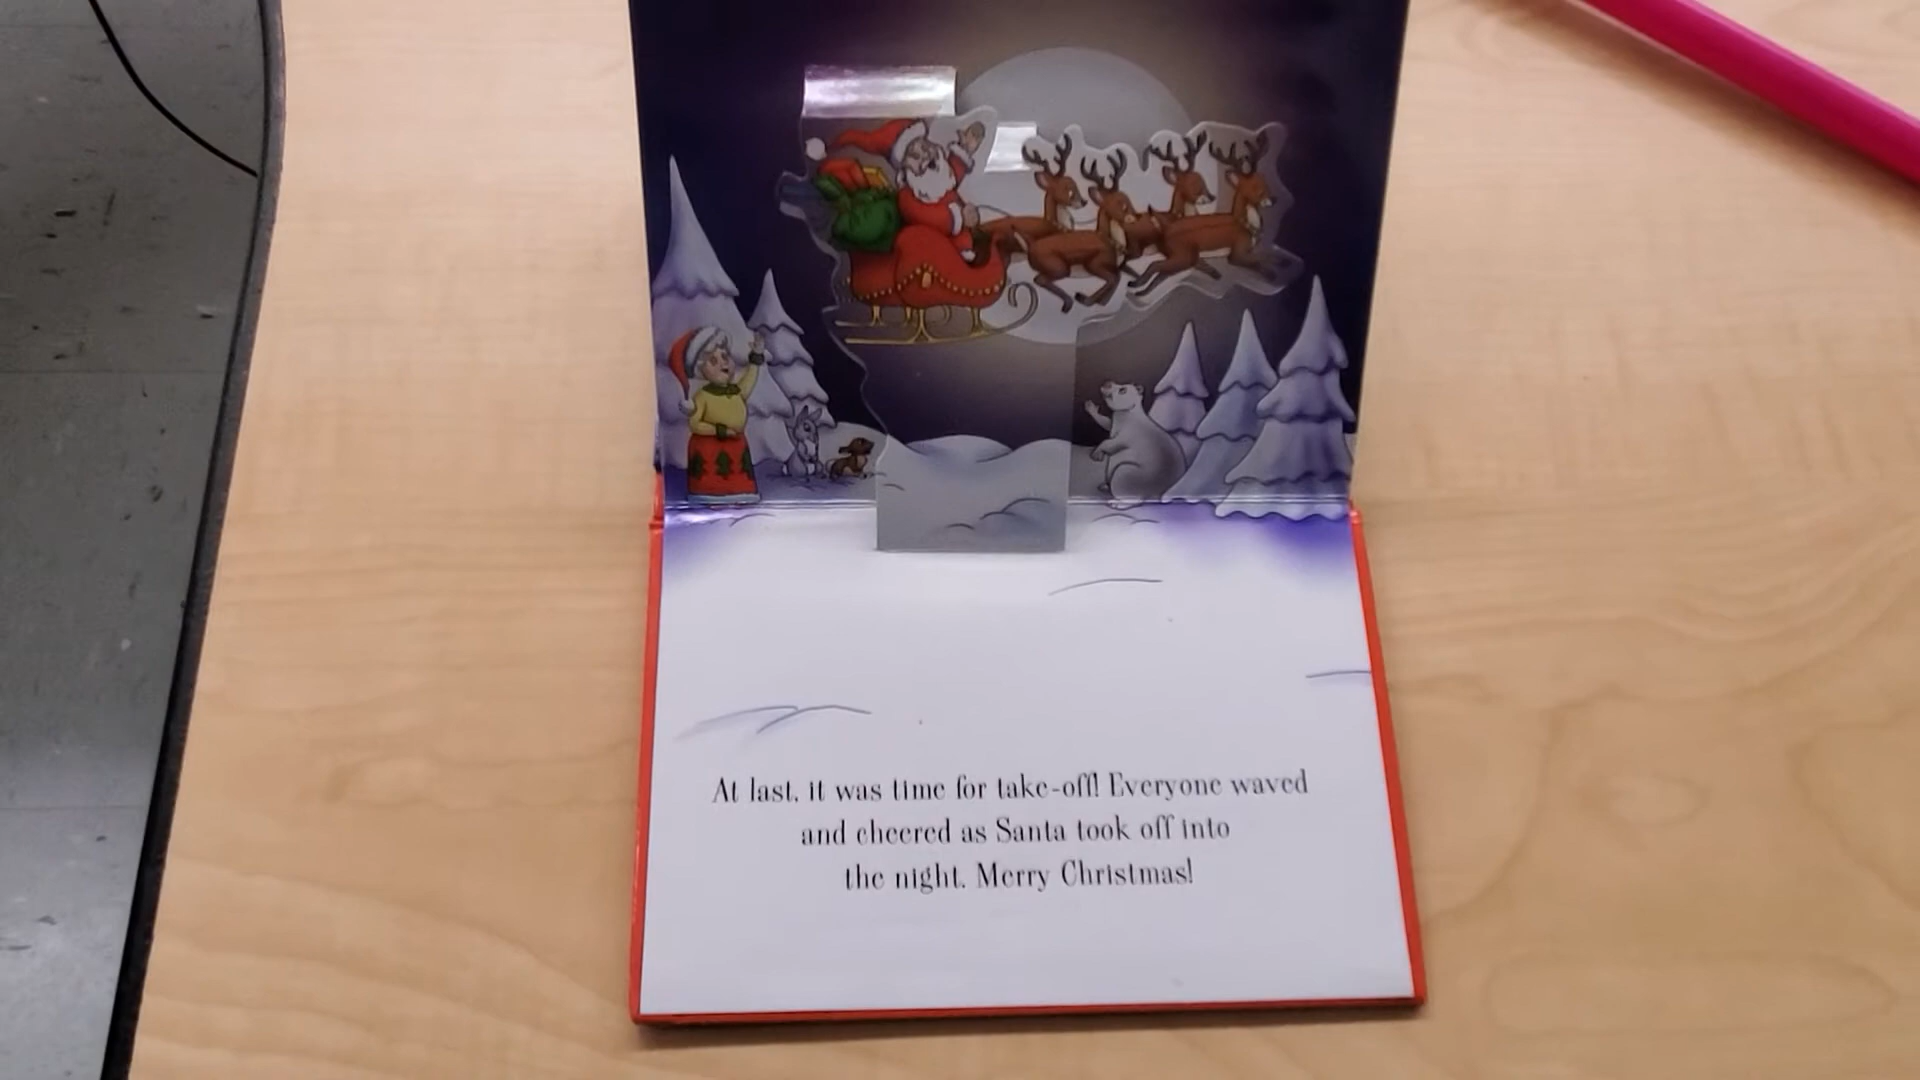 At last, it was time for take-off! Everyone waved
and cheered as Santa took off into
the night. Merry Christmas!